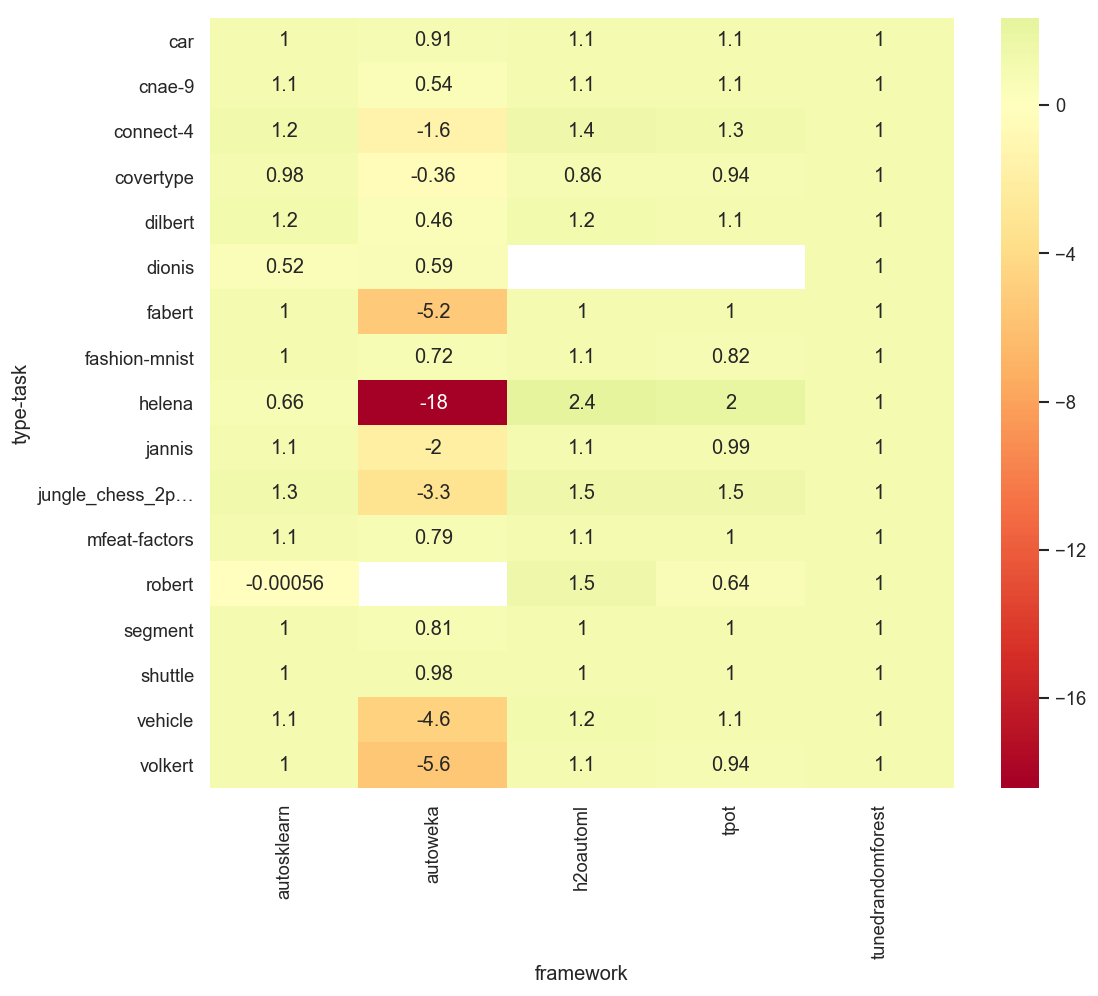 car 1 0.91 1.1 1.1 1
cnae-9 1.1 0.54 1.1 1.1 1
connect-4 1.2 -1.6 1.4 1.3 1
covertype 0.98 -0.36 0.86 0.94 1
dilbert 1.2 0.46 1.2 1.1 1
dionis 0.52 0.59 1
fabert 1 -5.2 1 1 1
fashion-mnist 1 0.72 1.1 0.82 1
helena 0.66 -18 2.4 2 1
jannis 1.1 -2 1.1 0.99 1
jungle_chess_2p… 1.3 -3.3 1.5 1.5 1
mfeat-factors 1.1 0.79 1.1 1 1
robert -0.00056 1.5 0.64 1
segment 1 0.81 1 1 1
shuttle 1 0.98 1 1 1
vehicle 1.1 -4.6 1.2 1.1 1
volkert 1 -5.6 1.1 0.94 1
type-task
autosklearn autoweka h2oautoml tpot tunedrandomforest
framework
0
−4
−8
−12
−16